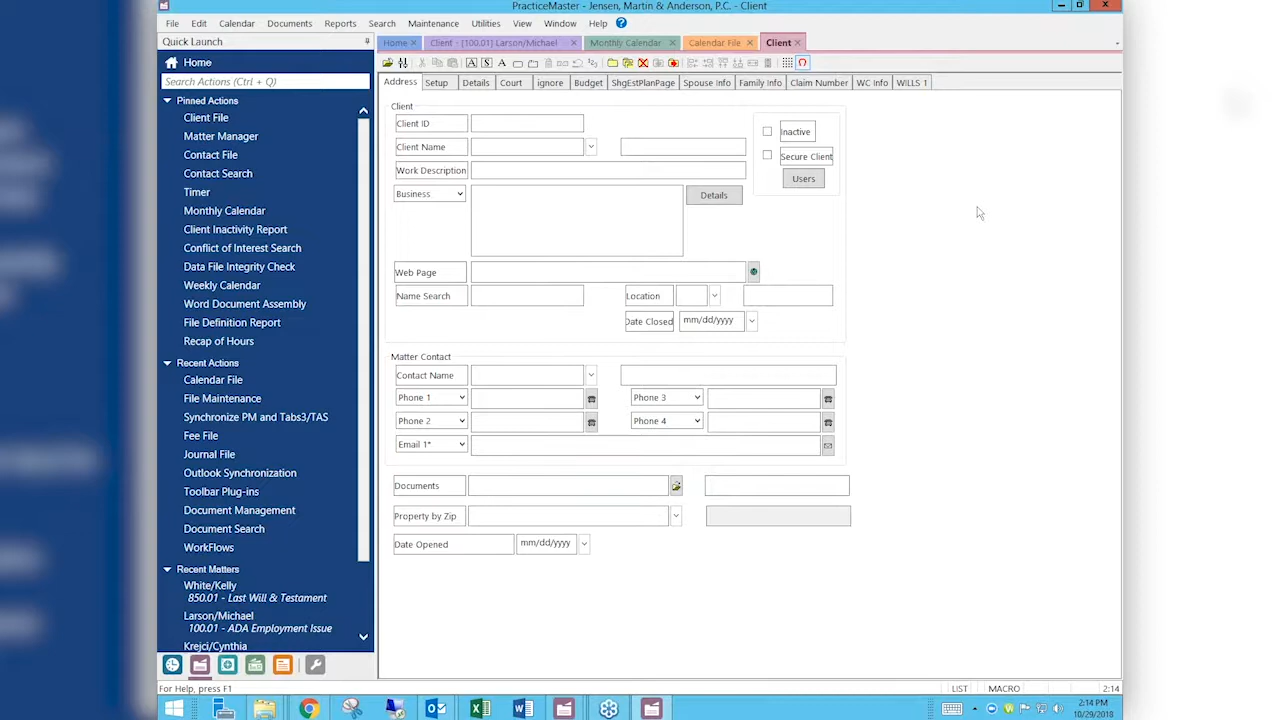 PracticeMaster - Jensen, Martin & Anderson, P.C. - Client
File Edit Calendar Documents Reports Search Maintenance Utilities View Window Help
Quick Launch
Home
Search Actions (Ctrl + Q)
Pinned Actions
Client File
Matter Manager
Contact File
Contact Search
Timer
Monthly Calendar
Client Inactivity Report
Conflict of Interest Search
Data File Integrity Check
Weekly Calendar
Word Document Assembly
File Definition Report
Recap of Hours
Recent Actions
Calendar File
File Maintenance
Synchronize PM and Tabs3/TAS
Fee File
Journal File
Outlook Synchronization
Toolbar Plug-ins
Document Management
Document Search
WorkFlows
Recent Matters
White/Kelly
850.01 - Last Will & Testament
Larson/Michael
100.01 - ADA Employment Issue
Krejci/Cynthia
Home Client - [100.01] Larson/Michael Monthly Calendar Calendar File Client
Address Setup Details Court ignore Budget ShgEstPlanPage Spouse Info Family Info Claim Number WC Info WILLS 1
Client
Client ID
Client Name
Work Description
Business
Details
Inactive
Secure Client
Users
Web Page
Name Search
Location
Date Closed mm/dd/yyyy
Matter Contact
Contact Name
Phone 1
Phone 3
Phone 2
Phone 4
Email 1*
Documents
Property by Zip
Date Opened mm/dd/yyyy
For Help, press F1
LIST MACRO 2:14
2:14 PM
10/29/2018